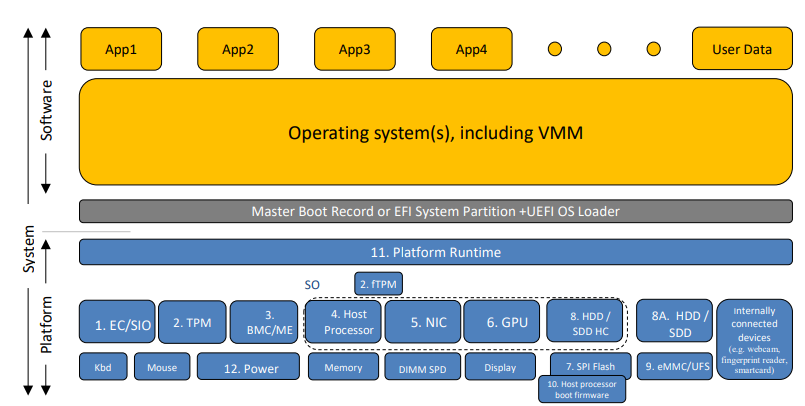 App1
App2
App3
App4
User Data
Software
Operating system(s), including VMM
Master Boot Record or EFI System Partition +UEFI OS Loader
System
11. Platform Runtime
SO
2. fTPM
Platform
1. EC/SIO
2. TPM
3.
BMC/ME
4. Host
Processor
5. NIC
6. GPU
8. HDD /
SDD HC
8A. HDD /
SDD
Internally
connected
devices
(e.g. webcam,
fingerprint reader,
smartcard)
Kbd
Mouse
12. Power
Memory
DIMM SPD
Display
7. SPI Flash
9. eMMC/UFS
10. Host processor
boot firmware